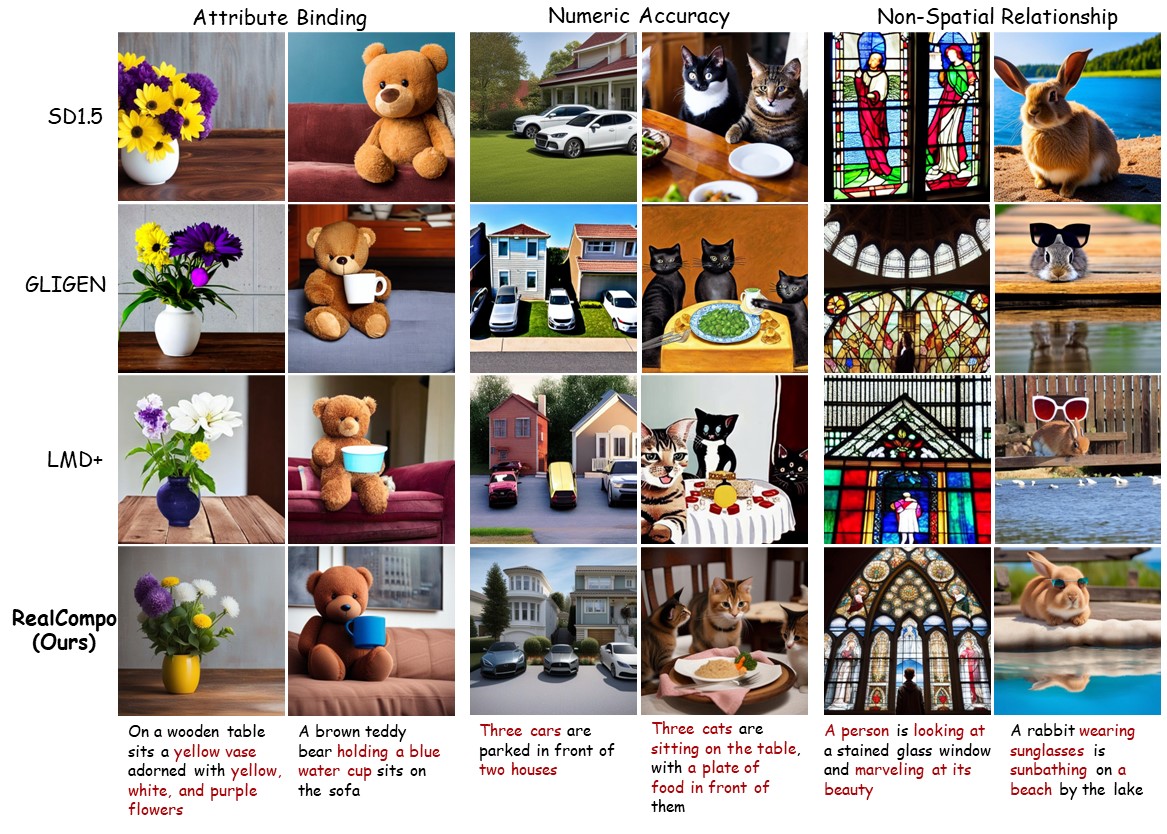 Attribute Binding
Numeric Accuracy
Non-Spatial Relationship
SD1.5
GLIGEN
LMD+
RealCompo
(Ours)
On a wooden table
sits a yellow vase
adorned with yellow,
white, and purple
flowers
A brown teddy
bear holding a blue
water cup sits on
the sofa
Three cars are
parked in front of
two houses
Three cats are
sitting on the table,
with a plate of
food in front of
them
A person is looking at
a stained glass window
and marveling at its
beauty
A rabbit wearing
sunglasses is
sunbathing on a
beach by the lake